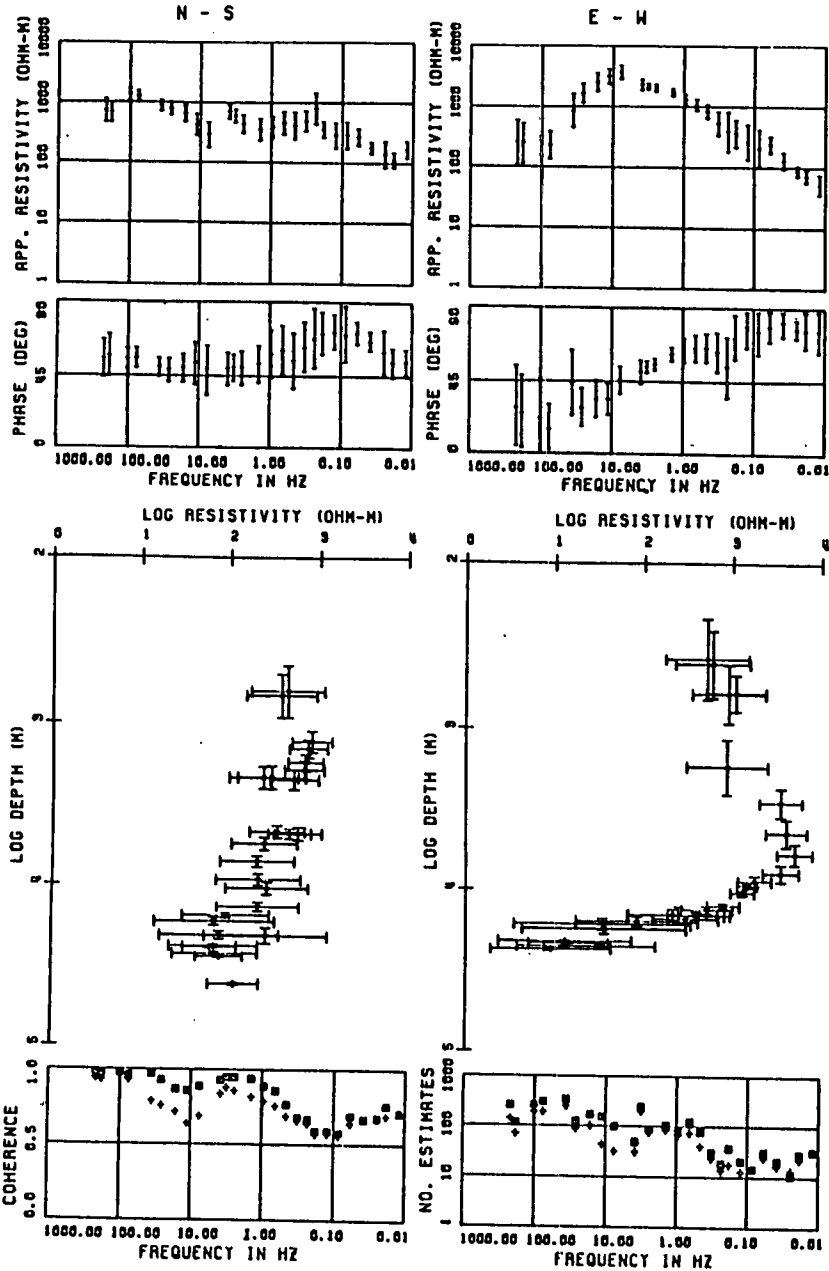 N - S
APP. RESISTIVITY (OHM-M)
10000
1000
100
10
1
PHASE (DEG)
90
45
0
1000.00 100.00 10.00 1.00 0.10 0.01
FREQUENCY IN HZ
E - W
APP. RESISTIVITY (OHM-M)
10000
1000
100
10
1
PHASE (DEG)
90
45
0
1000.00 100.00 10.00 1.00 0.10 0.01
FREQUENCY IN HZ
LOG RESISTIVITY (OHM-M)
0 1 2 3 4
LOG DEPTH (M)
2
3
4
5
LOG RESISTIVITY (OHM-M)
0 1 2 3 4
LOG DEPTH (M)
2
3
4
5
COHERENCE
1.0
0.5
0.0
1000.00 100.00 10.00 1.00 0.10 0.01
FREQUENCY IN HZ
NO. ESTIMATES
1000
100
10
1
1000.00 100.00 10.00 1.00 0.10 0.01
FREQUENCY IN HZ